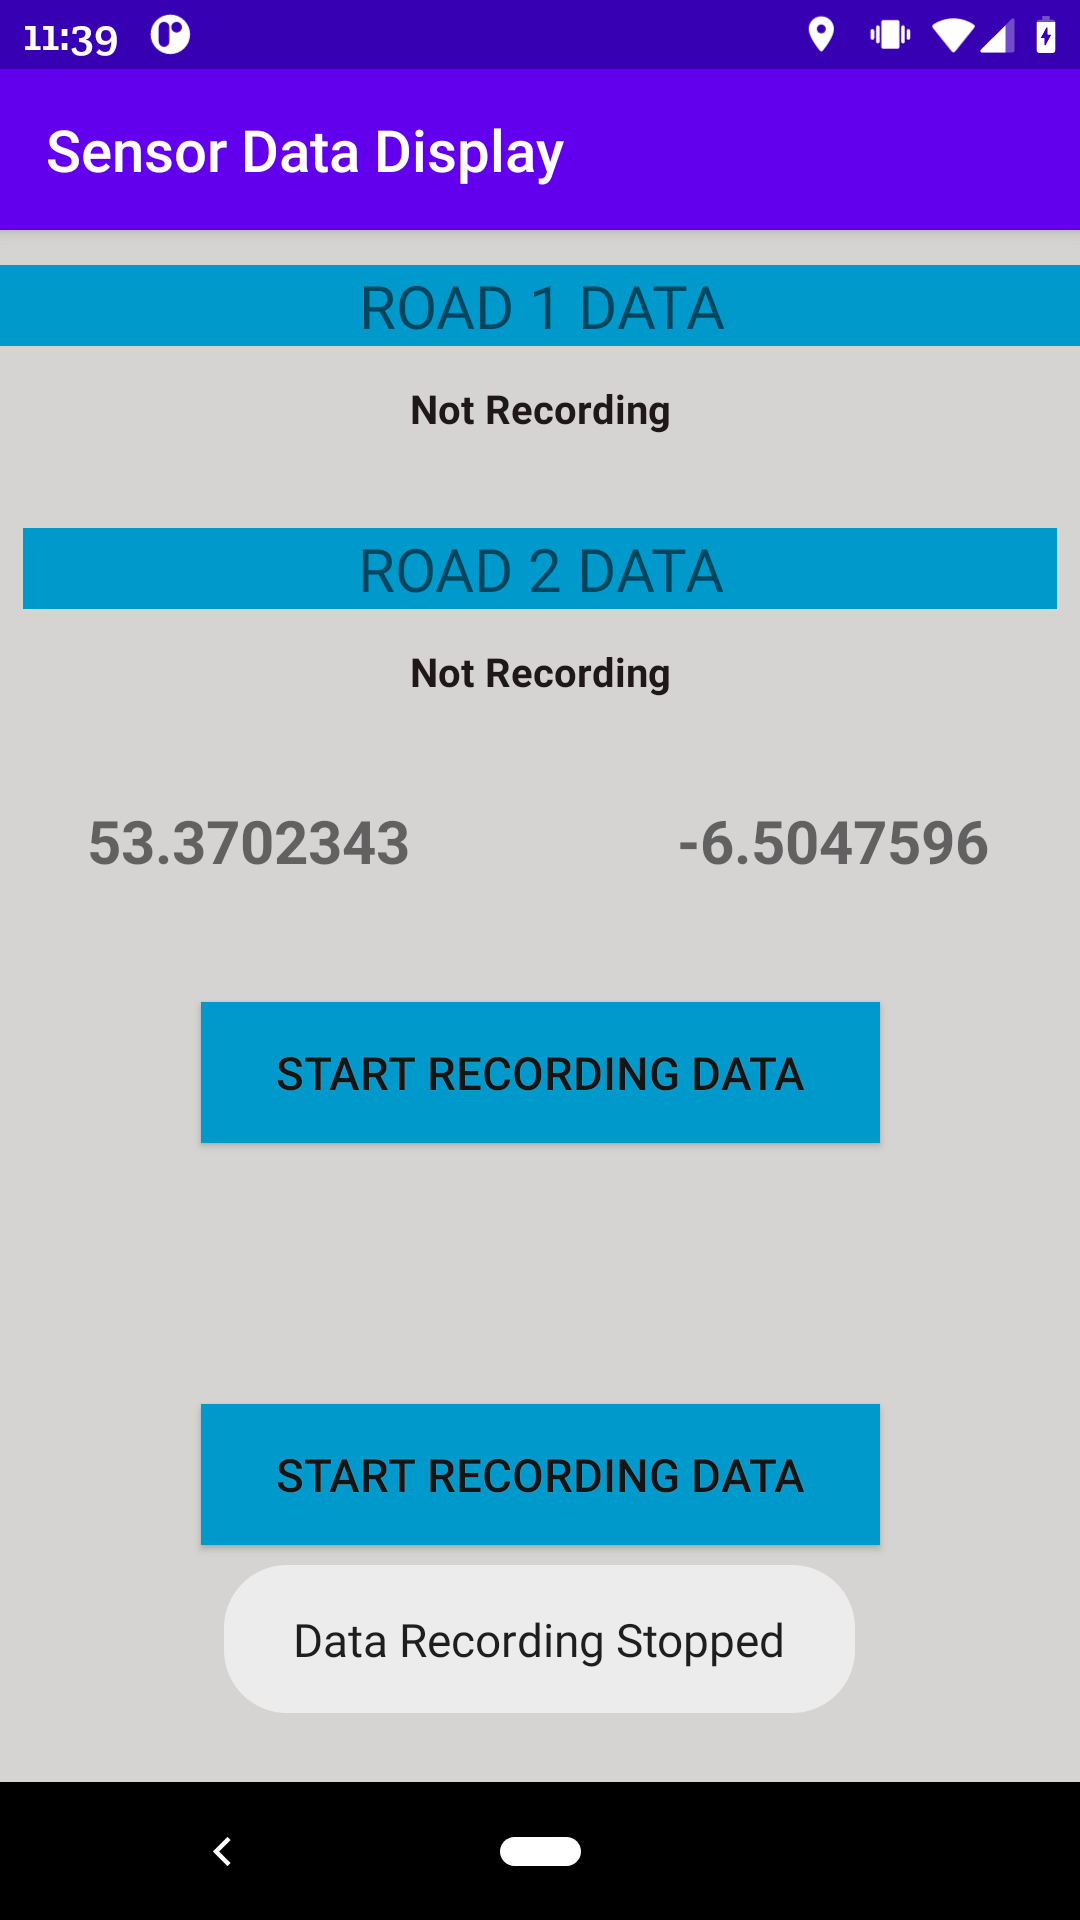 11:39
Sensor Data Display
ROAD 1 DATA
Not Recording
ROAD 2 DATA
Not Recording
53.3702343 -6.5047596
START RECORDING DATA
START RECORDING DATA
Data Recording Stopped